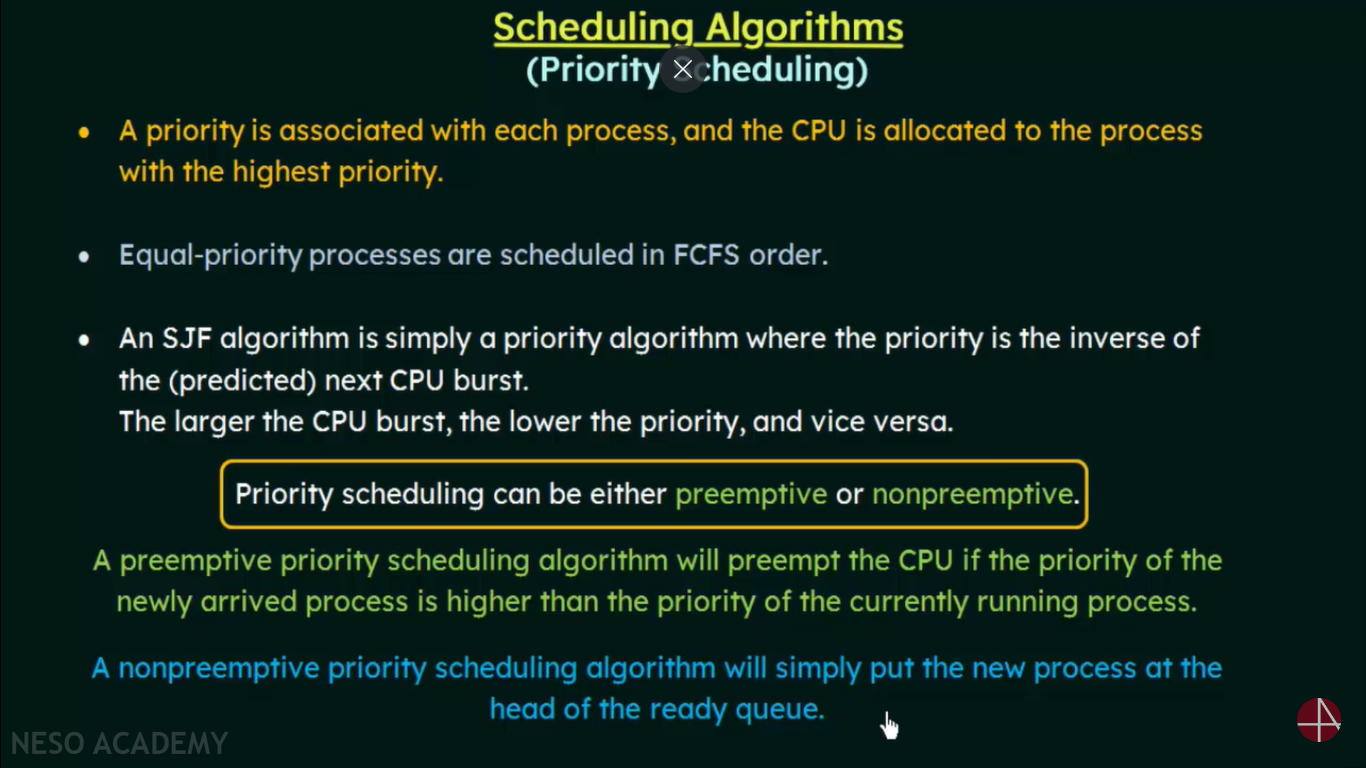 Scheduling Algorithms
(Priority Scheduling)
• A priority is associated with each process, and the CPU is allocated to the process
with the highest priority.
• Equal-priority processes are scheduled in FCFS order.
• An SJF algorithm is simply a priority algorithm where the priority is the inverse of
the (predicted) next CPU burst.
The larger the CPU burst, the lower the priority, and vice versa.
Priority scheduling can be either preemptive or nonpreemptive.
A preemptive priority scheduling algorithm will preempt the CPU if the priority of the
newly arrived process is higher than the priority of the currently running process.
A nonpreemptive priority scheduling algorithm will simply put the new process at the
head of the ready queue.
NESO ACADEMY